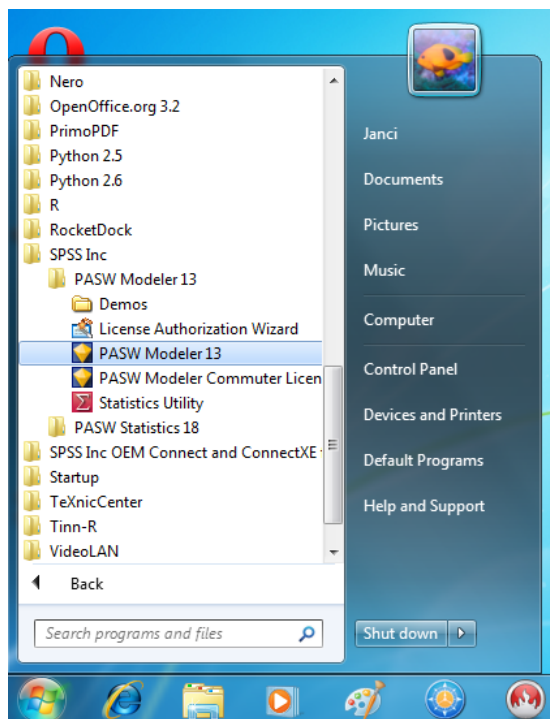 Nero
OpenOffice.org 3.2
PrimoPDF
Python 2.5
Python 2.6
R
RocketDock
SPSS Inc
PASW Modeler 13
Demos
License Authorization Wizard
PASW Modeler 13
PASW Modeler Commuter Licen
Statistics Utility
PASW Statistics 18
SPSS Inc OEM Connect and ConnectXE
Startup
TeXnicCenter
Tinn-R
VideoLAN
Back
Search programs and files
Janci
Documents
Pictures
Music
Computer
Control Panel
Devices and Printers
Default Programs
Help and Support
Shut down